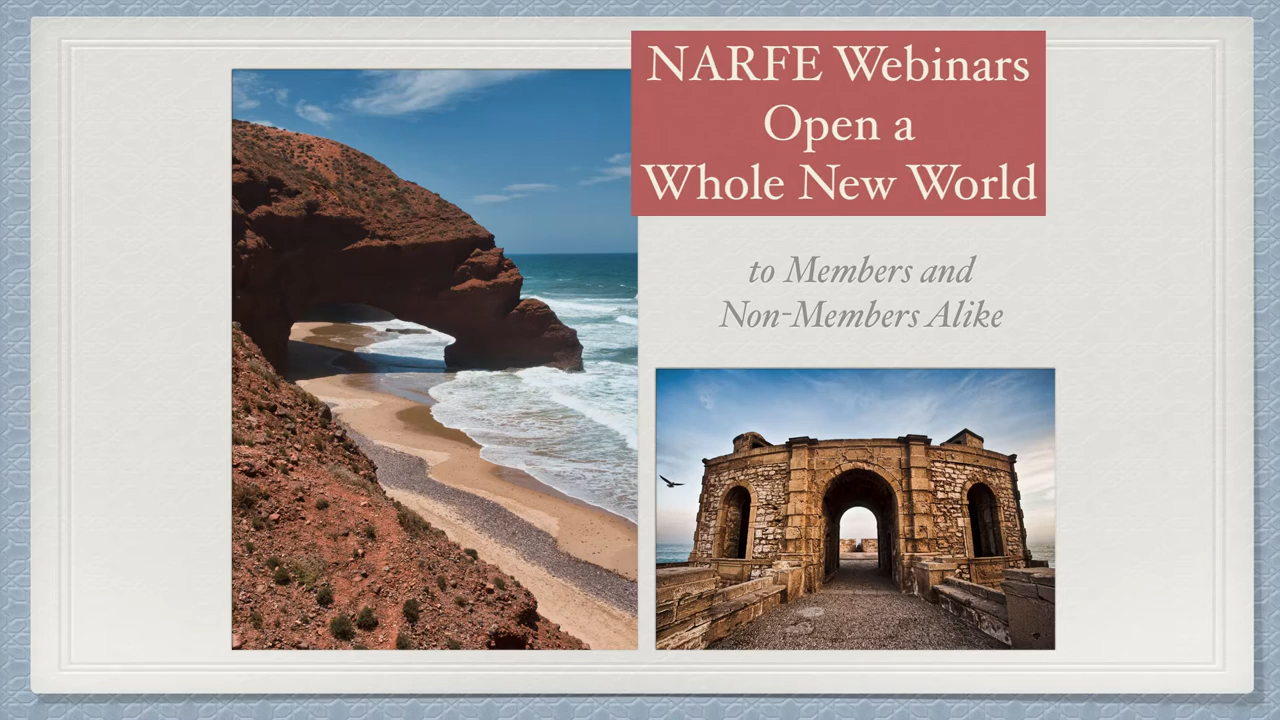 NARFE Webinars
Open a
Whole New World
to Members and
Non-Members Alike